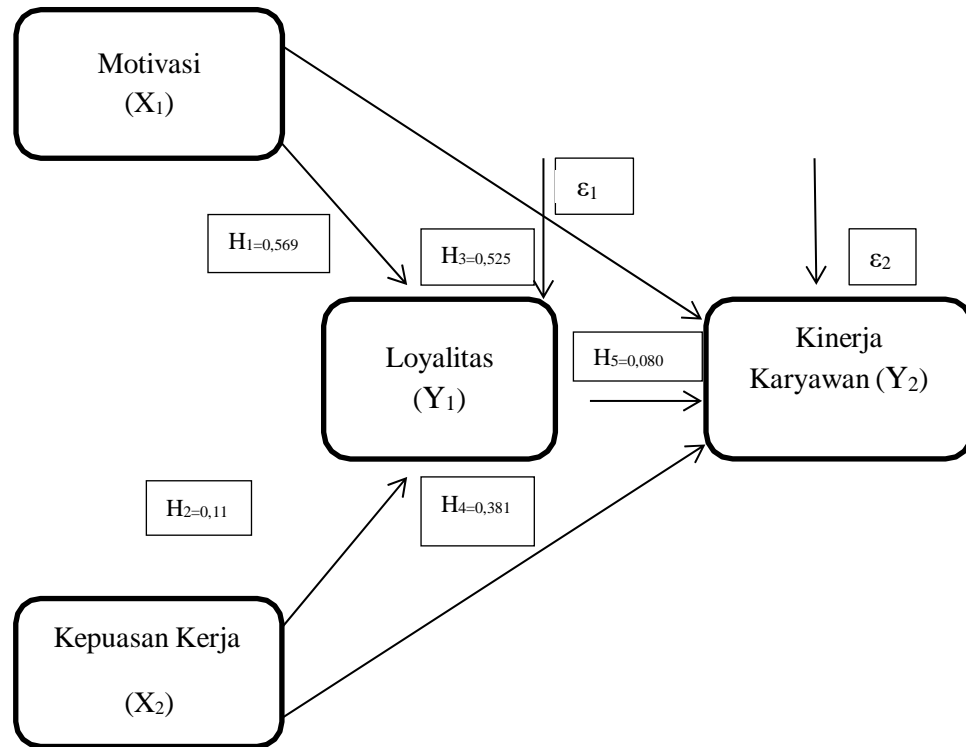 Motivasi
(X₁)
ε₁
H₁₌₀,₅₆₉
H₃₌₀,₅₂₅
ε₂
Loyalitas
(Y₁)
H₅₌₀,₀₈₀
Kinerja
Karyawan (Y₂)
H₂₌₀,₁₁
H₄₌₀,₃₈₁
Kepuasan Kerja
(X₂)